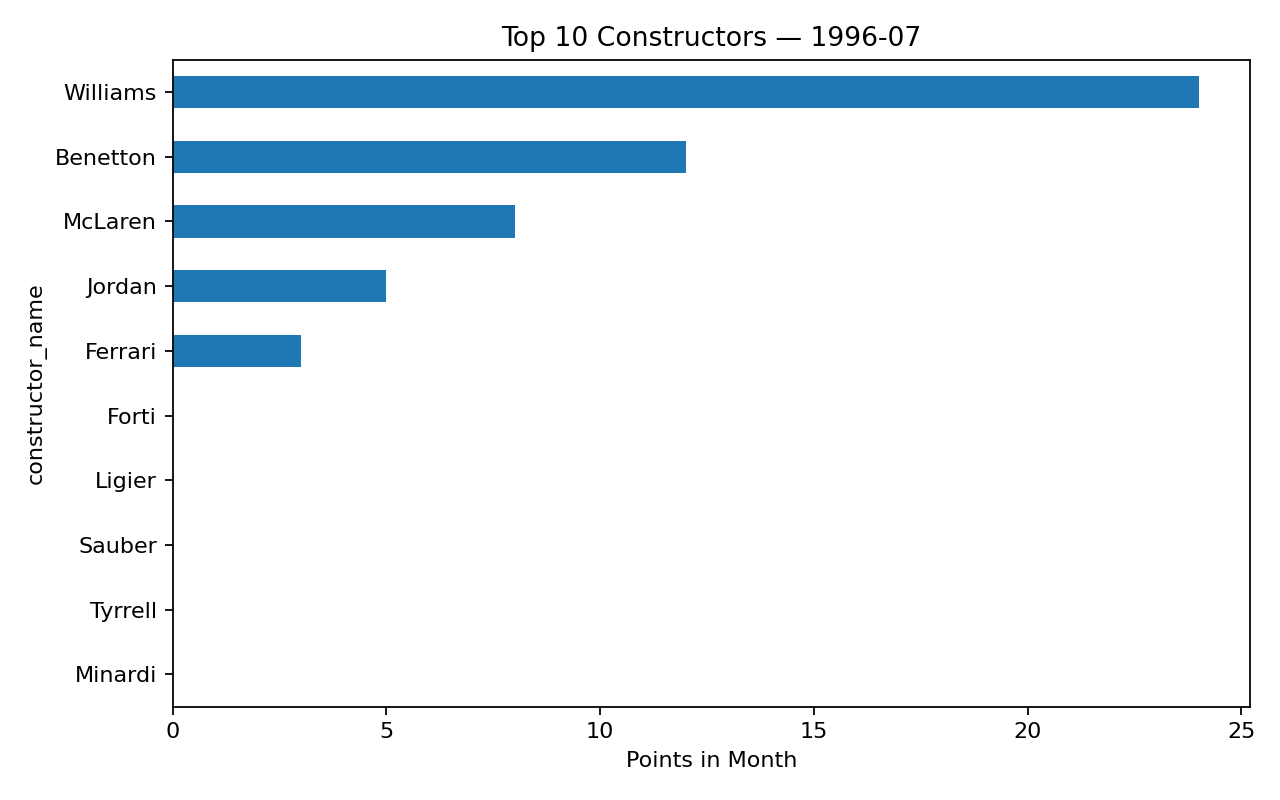 Top 10 Constructors — 1996-07
constructor_name
Williams
Benetton
McLaren
Jordan
Ferrari
Forti
Ligier
Sauber
Tyrrell
Minardi
0 5 10 15 20 25
Points in Month